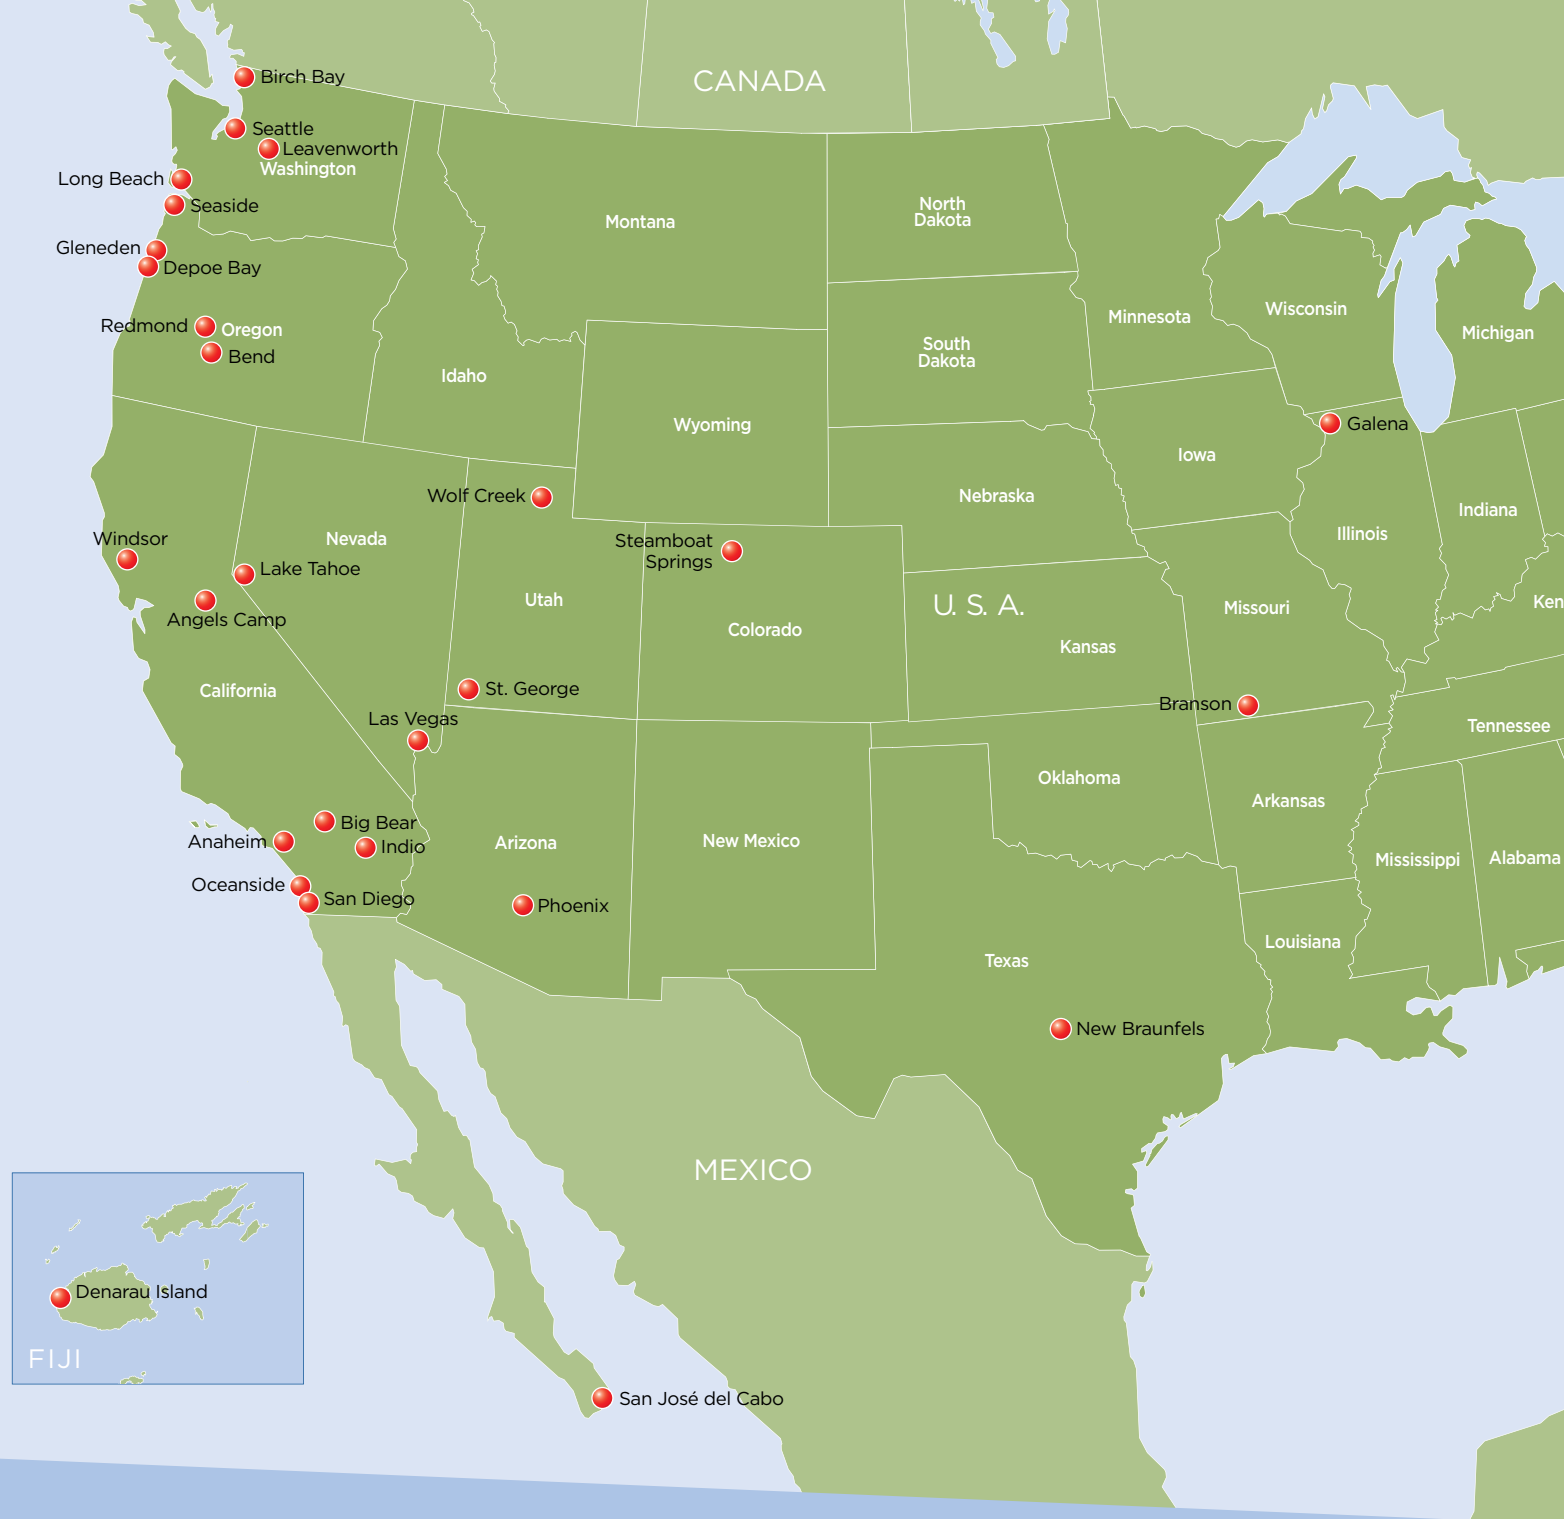 CANADA
Birch Bay
Seattle
Leavenworth
Washington
Long Beach
Seaside
Gleneden
Depoe Bay
Redmond
Oregon
Bend
Montana
North
Dakota
South
Dakota
Minnesota
Wisconsin
Michigan
Idaho
Wyoming
Galena
Iowa
Nebraska
Wolf Creek
Indiana
Illinois
Windsor
Nevada
Steamboat
Springs
Lake Tahoe
Angels Camp
Utah
U. S. A.
Missouri
Ken
Colorado
Kansas
California
St. George
Branson
Las Vegas
Tennessee
Oklahoma
Arkansas
Big Bear
Anaheim
Indio
Arizona
New Mexico
Mississippi
Alabama
Oceanside
San Diego
Phoenix
Louisiana
Texas
New Braunfels
MEXICO
Denarau Island
FIJI
San José del Cabo